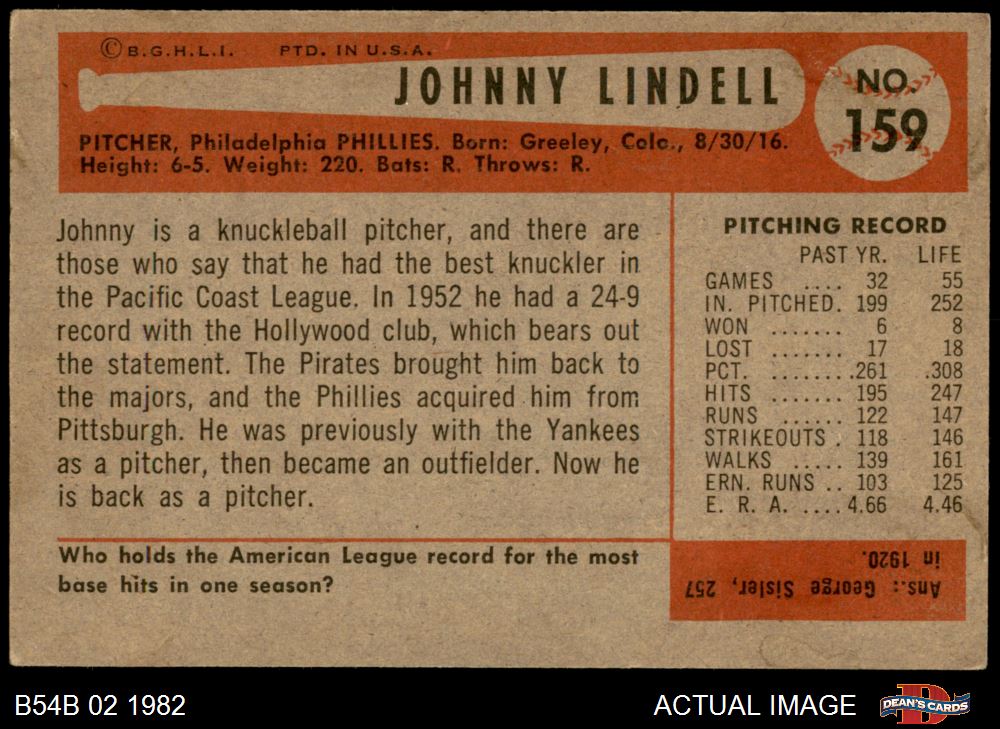 © B.G.H.L.I. PTD. IN U.S.A.
JOHNNY LINDELL
NO.
159
PITCHER, Philadelphia PHILLIES. Born: Greeley, Colo., 8/30/16.
Height: 6-5. Weight: 220. Bats: R. Throws: R.
Johnny is a knuckleball pitcher, and there are
those who say that he had the best knuckler in
the Pacific Coast League. In 1952 he had a 24-9
record with the Hollywood club, which bears out
the statement. The Pirates brought him back to
the majors, and the Phillies acquired him from
Pittsburgh. He was previously with the Yankees
as a pitcher, then became an outfielder. Now he
is back as a pitcher.
PITCHING RECORD
PAST YR. LIFE
GAMES .... 32 55
IN. PITCHED. 199 252
WON ....... 6 8
LOST ....... 17 18
PCT. ........ .261 .308
HITS ....... 195 247
RUNS ...... 122 147
STRIKEOUTS . 118 146
WALKS ..... 139 161
ERN. RUNS .. 103 125
E. R. A. .... 4.66 4.46
Who holds the American League record for the most
base hits in one season?
Ans.: George Sisler, 257
in 1920.
B54B 02 1982
ACTUAL IMAGE
D
DEAN'S CARDS